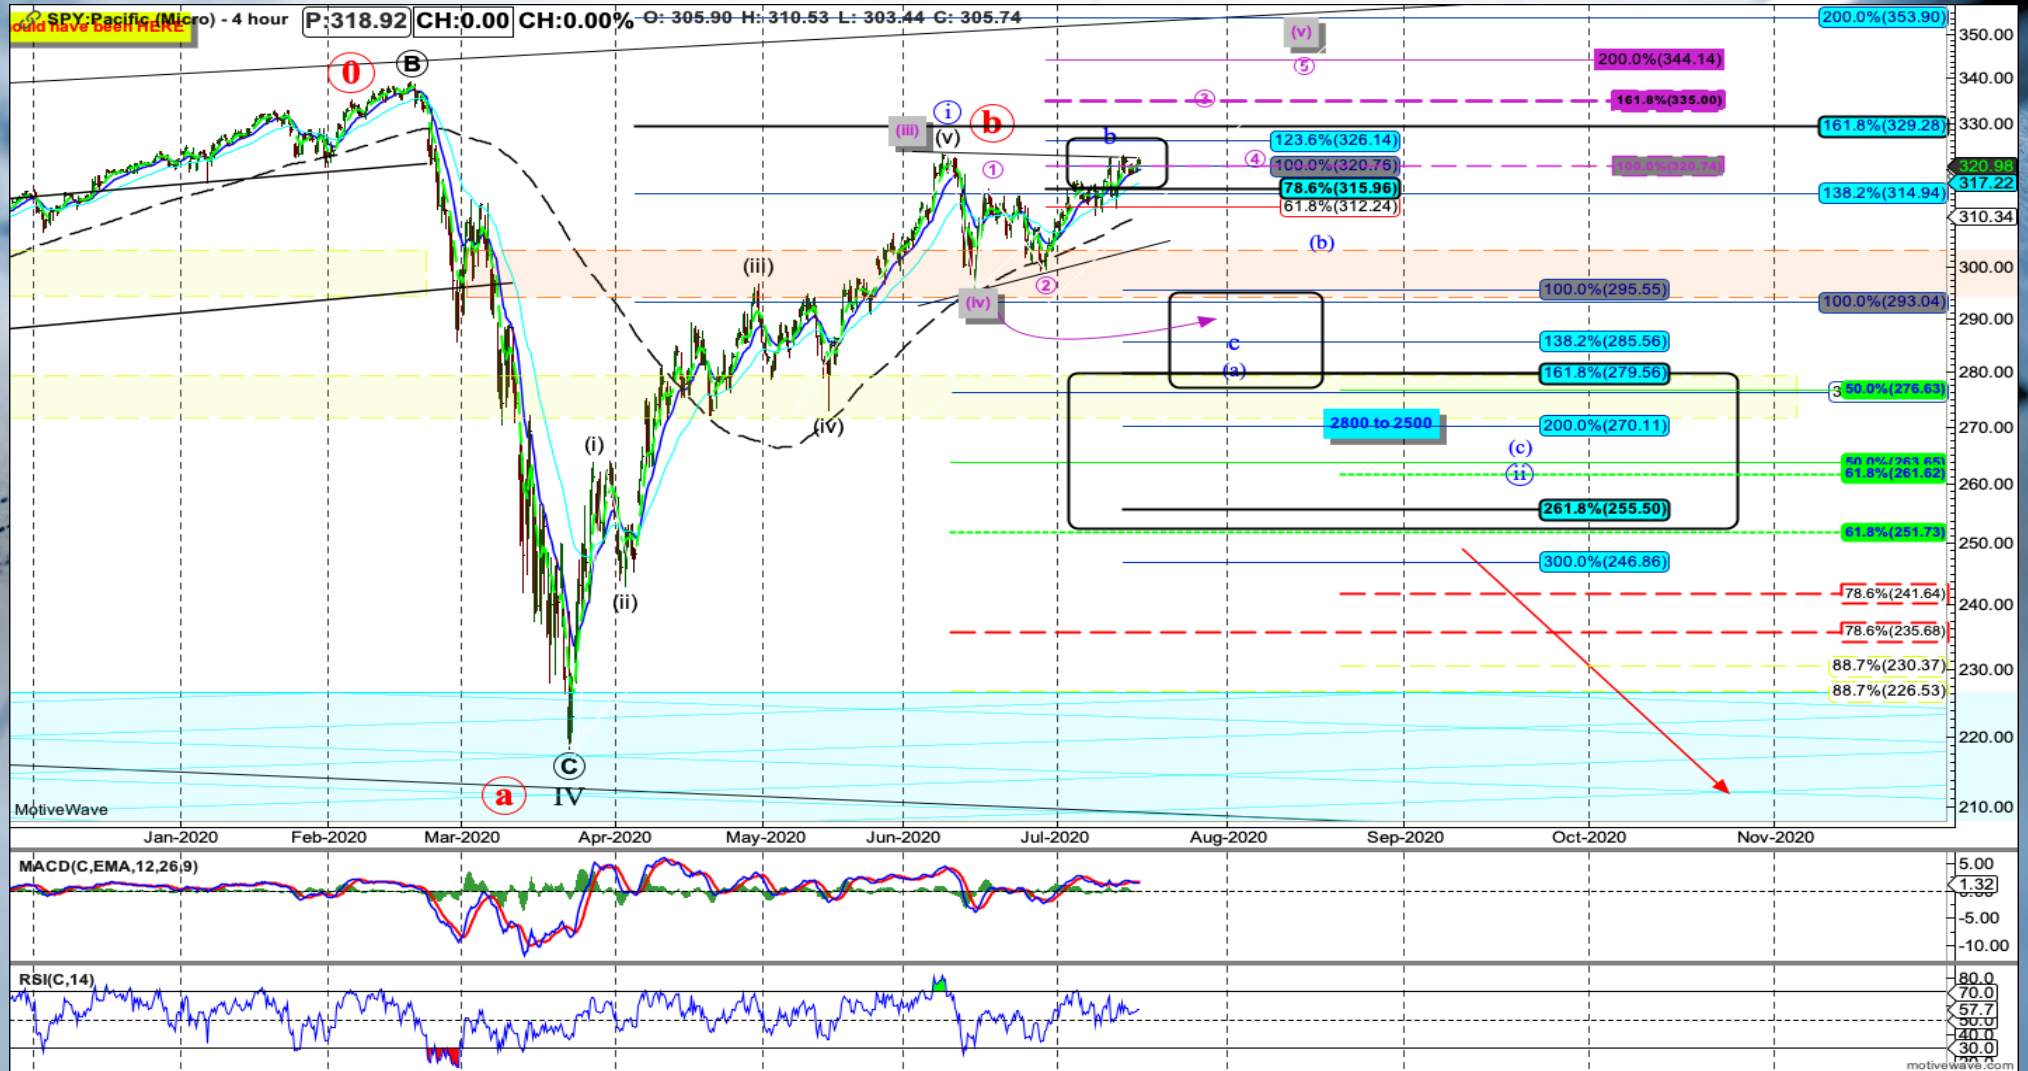 SPY:Pacific (Micro) - 4 hour P:318.92 CH:0.00 CH:0.00% O: 305.90 H: 310.53 L: 303.44 C: 305.74
have been HERE
200.0%(353.90)
(v)
350.00
5
200.0%(344.14)
0
B
340.00
3
161.8%(335.00)
i
b
(iii)
(v)
330.00
161.8%(329.28)
b
123.6%(326.14)
4
1
100.0%(320.76)
100.0%(320.74)
320.98
317.22
78.6%(315.96)
138.2%(314.94)
61.8%(312.24)
310.34
(b)
(iii)
300.00
2
(iv)
100.0%(295.55)
100.0%(293.04)
290.00
c
138.2%(285.56)
(a)
161.8%(279.56)
280.00
50.0%(276.63)
2800 to 2500
200.0%(270.11)
270.00
(iv)
(i)
(c)
50.0%(263.65)
ii
61.8%(261.62)
260.00
261.8%(255.50)
61.8%(251.73)
250.00
300.0%(246.86)
78.6%(241.64)
240.00
(ii)
78.6%(235.68)
88.7%(230.37)
230.00
88.7%(226.53)
220.00
C
a
IV
210.00
MotiveWave
Jan-2020 Feb-2020 Mar-2020 Apr-2020 May-2020 Jun-2020 Jul-2020 Aug-2020 Sep-2020 Oct-2020 Nov-2020
MACD(C,EMA,12,26,9)
5.00
1.32
-5.00
-10.00
RSI(C,14)
80.0
70.0
57.7
50.0
40.0
30.0
motivewave.com